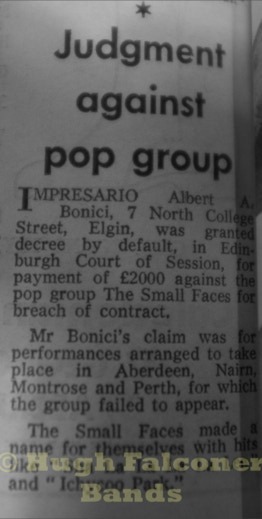 *
Judgment
against
pop group
IMPRESARIO Albert A.
Bonici, 7 North College
Street, Elgin, was granted
decree by default, in Edin-
burgh Court of Session, for
payment of £2000 against the
pop group The Small Faces for
breach of contract.
Mr Bonici's claim was for
performances arranged to take
place in Aberdeen, Nairn,
Montrose and Perth, for which
the group failed to appear.
The Small Faces made a
name for themselves with hits
© Hugh Falconer
and " Park."
Bands